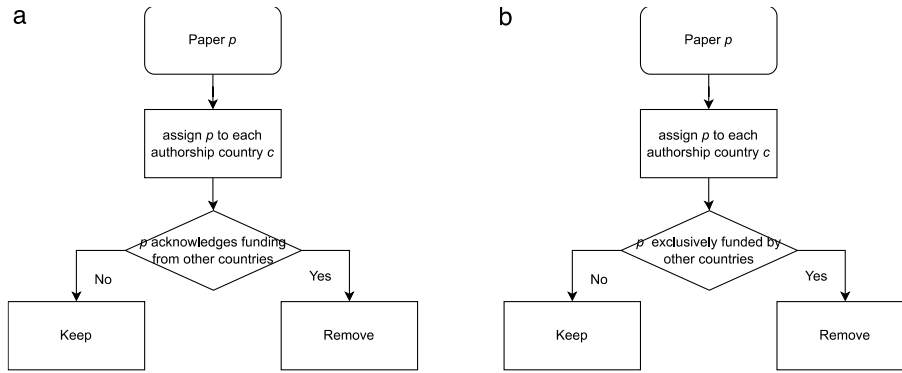 a
Paper p
assign p to each
authorship country c
p acknowledges funding
from other countries
No
Yes
Keep
Remove
b
Paper p
assign p to each
authorship country c
p exclusively funded by
other countries
No
Yes
Keep
Remove